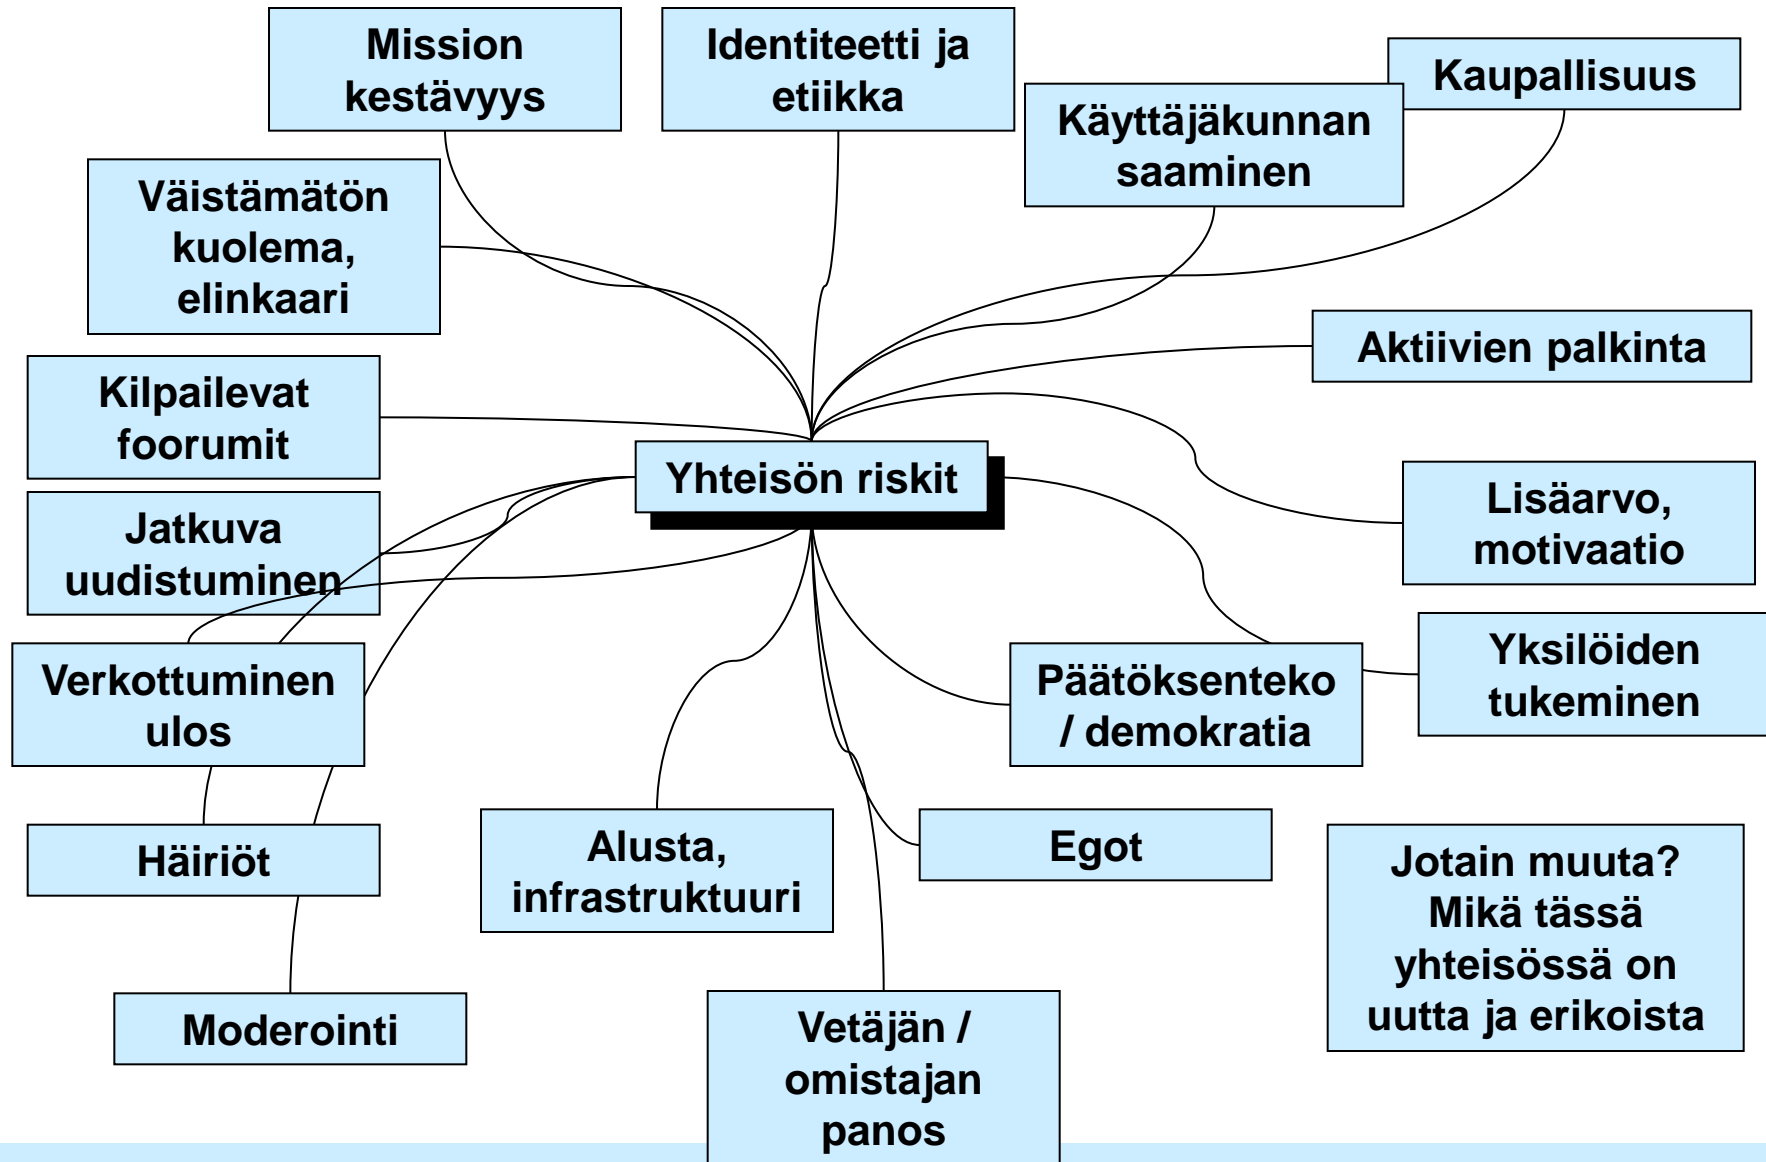 Mission
kestävyys
Identiteetti ja
etiikka
Kaupallisuus
Käyttäjäkunnan
saaminen
Väistämätön
kuolema,
elinkaari
Aktiivien palkinta
Kilpailevat
foorumit
Yhteisön riskit
Lisäarvo,
motivaatio
Jatkuva
uudistuminen
Yksilöiden
tukeminen
Verkottuminen
ulos
Päätöksenteko
/ demokratia
Häiriöt
Alusta,
infrastruktuuri
Egot
Jotain muuta?
Mikä tässä
yhteisössä on
uutta ja erikoista
Moderointi
Vetäjän /
omistajan
panos